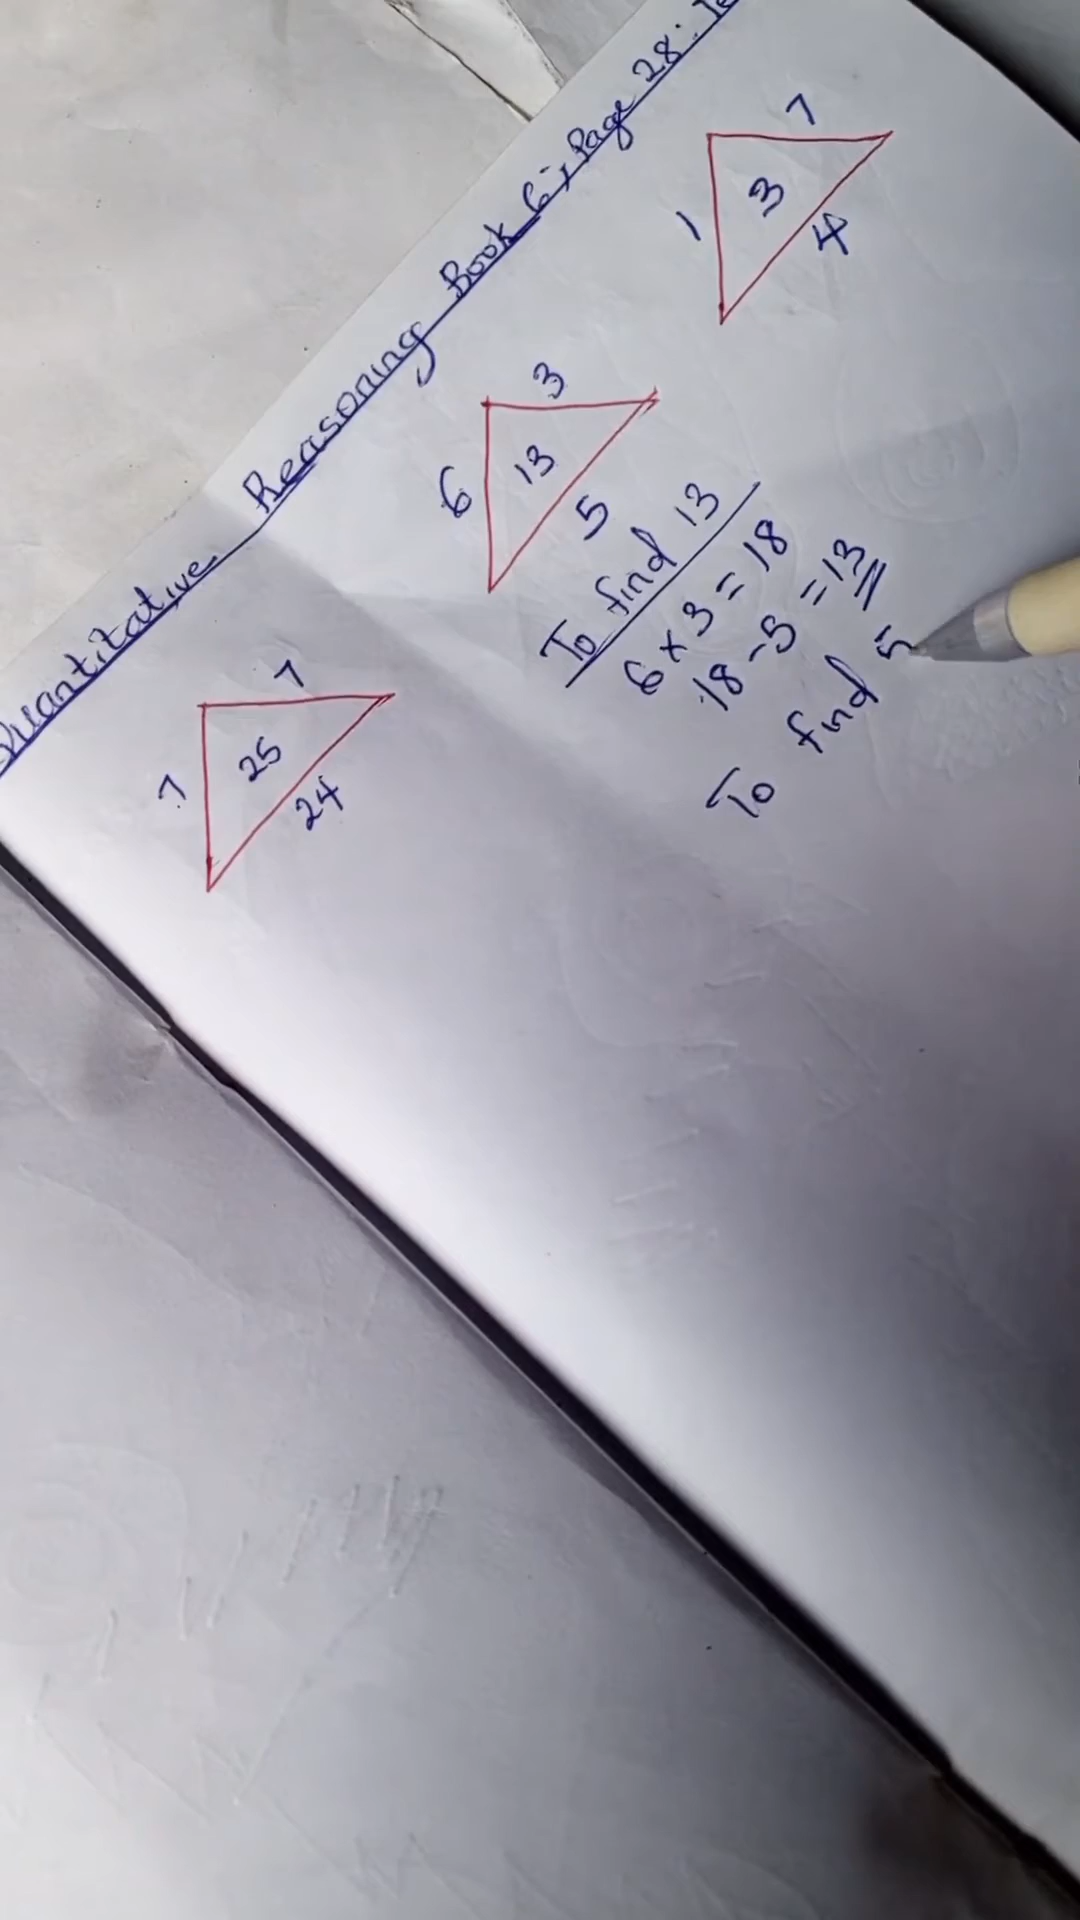 Quantitative Reasoning Book 6, Page 28:
7
7
25
24
3
6
13
5
7
1
3
4
To find 13
6 × 3 = 18
18 - 5 = 13
To find 5